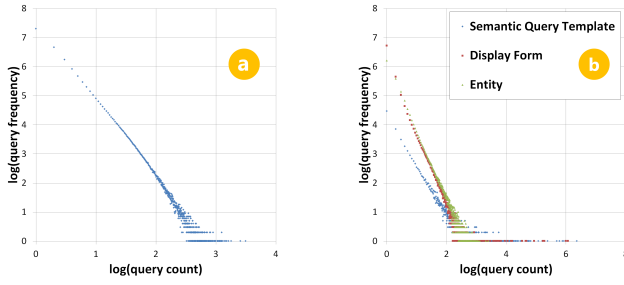 8
7
6
5
4
3
2
1
0
log(query frequency)
a
0 1 2 3 4
log(query count)
8
7
6
5
4
3
2
1
0
log(query frequency)
Semantic Query Template
Display Form
Entity
b
0 2 4 6 8
log(query count)